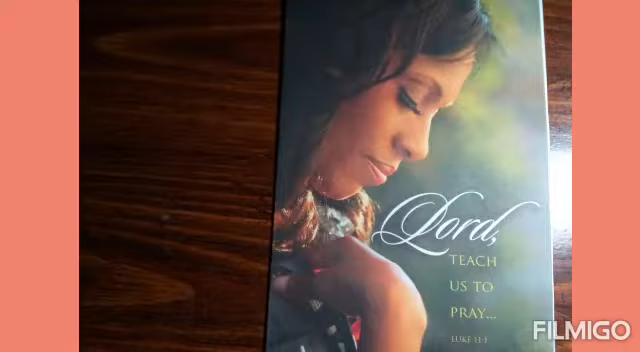 Lord,
TEACH
US TO
PRAY...
LUKE 11:1
FILMIGO